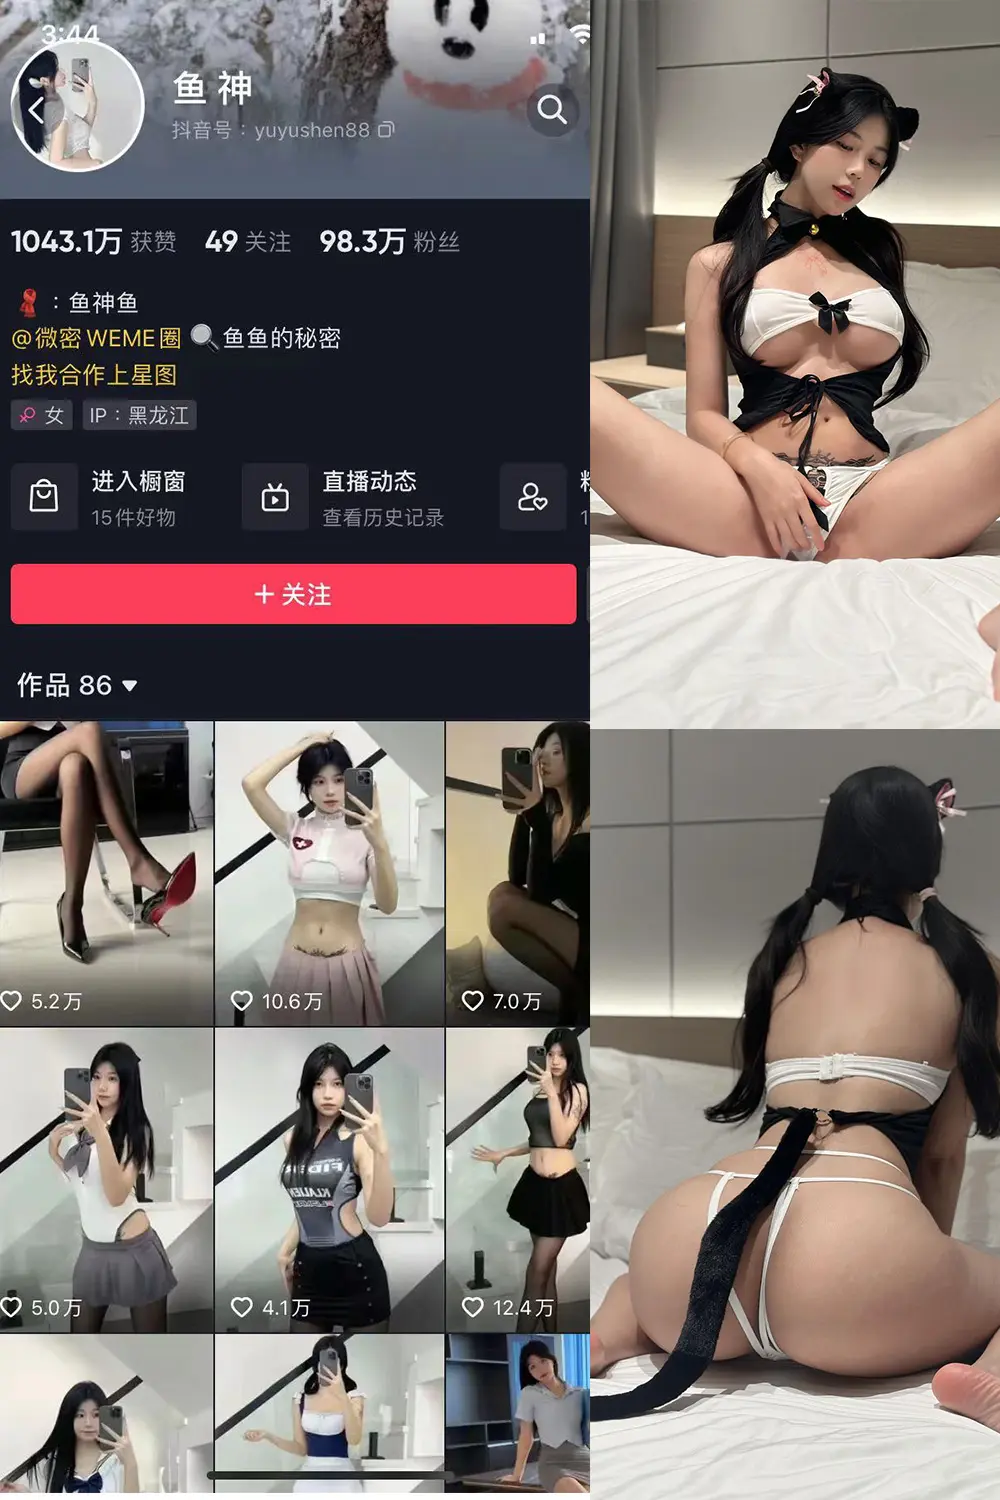 3:44
鱼 神
抖音号：yuyushen88
1043.1万 获赞 49 关注 98.3万 粉丝
：鱼神鱼
@微密 WEME 圈 鱼鱼的秘密
找我合作上星图
女 IP：黑龙江
进入橱窗
15件好物
直播动态
查看历史记录
+ 关注
作品 86
5.2万
10.6万
7.0万
5.0万
4.1万
12.4万